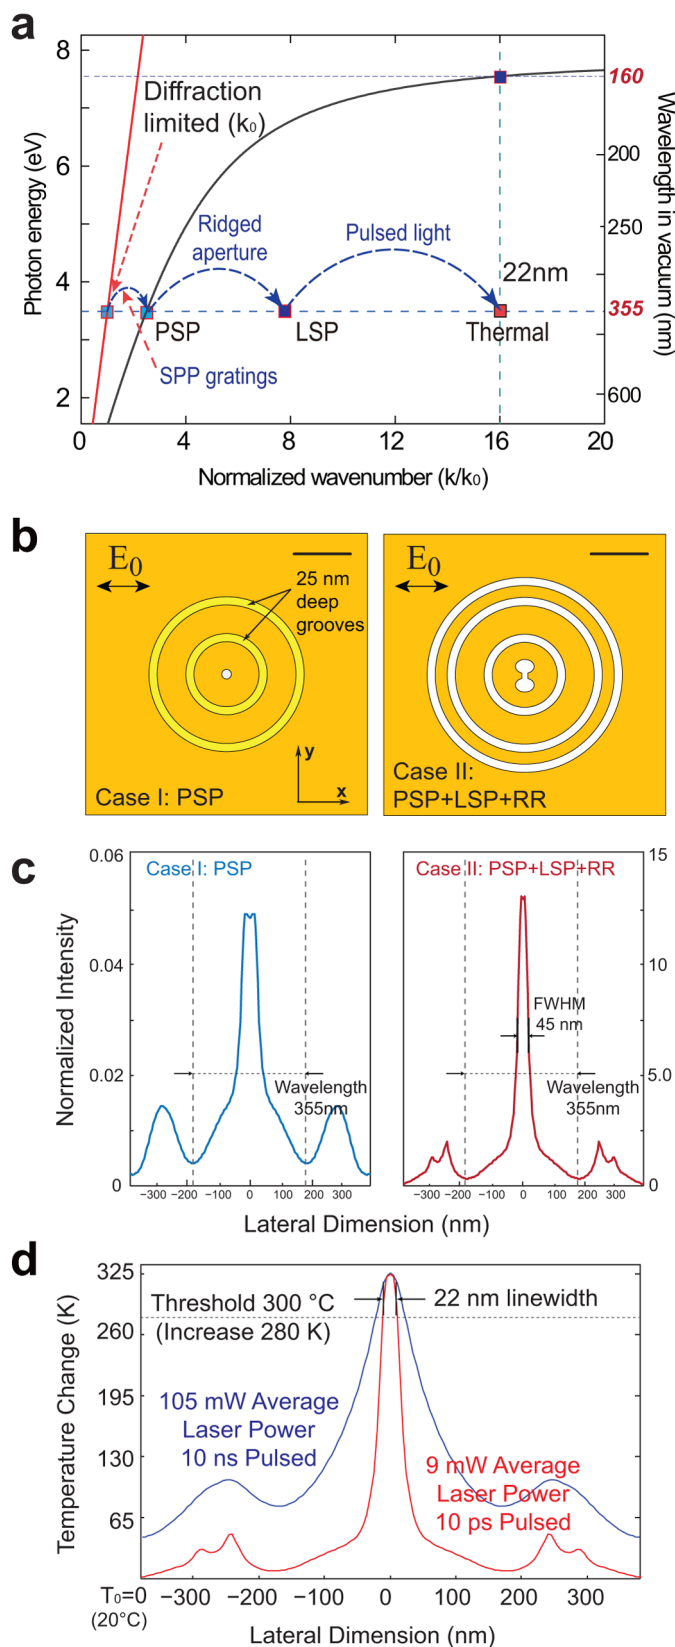 a
8
6
4
2
Photon energy (eV)
Diffraction
limited (k₀)
Ridged
aperture
Pulsed light
22nm
PSP
LSP
Thermal
SPP gratings
160
200
250
355
600
Wavelength in
vacuum (nm)
0 4 8 12 16 20
Normalized wavenumber (k/k₀)
b
E₀
25 nm
deep
grooves
y
x
Case I: PSP
E₀
Case II:
PSP+LSP+RR
c
0.06
0.04
0.02
0
Normalized Intensity
Case I: PSP
Wavelength
355nm
−300 −200 −100 0 100 200 300
Case II: PSP+LSP+RR
FWHM
45 nm
Wavelength
355nm
15
10
5.0
0
−300 −200 −100 0 100 200 300
Lateral Dimension (nm)
d
325
260
195
130
65
T₀=0
(20°C)
Temperature Change (K)
Threshold 300 °C
(Increase 280 K)
22 nm linewidth
105 mW Average
Laser Power
10 ns Pulsed
9 mW Average
Laser Power
10 ps Pulsed
−300 −200 −100 0 100 200 300
Lateral Dimension (nm)